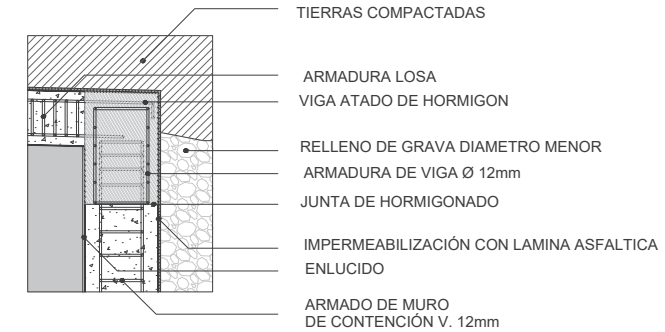 TIERRAS COMPACTADAS
ARMADURA LOSA
VIGA ATADO DE HORMIGON
RELLENO DE GRAVA DIAMETRO MENOR
ARMADURA DE VIGA Ø 12mm
JUNTA DE HORMIGONADO
IMPERMEABILIZACIÓN CON LAMINA ASFALTICA
ENLUCIDO
ARMADO DE MURO
DE CONTENCIÓN V. 12mm